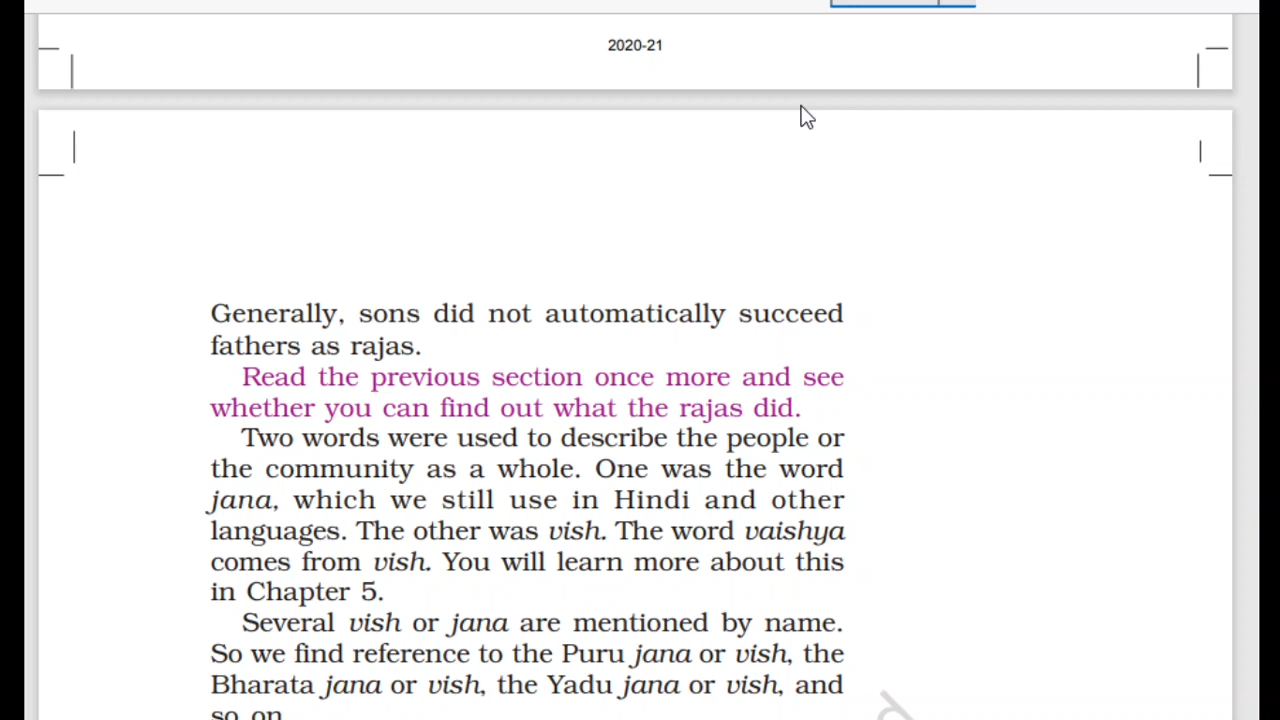 2020-21
Generally, sons did not automatically succeed
fathers as rajas.
Read the previous section once more and see
whether you can find out what the rajas did.
Two words were used to describe the people or
the community as a whole. One was the word
jana, which we still use in Hindi and other
languages. The other was vish. The word vaishya
comes from vish. You will learn more about this
in Chapter 5.
Several vish or jana are mentioned by name.
So we find reference to the Puru jana or vish, the
Bharata jana or vish, the Yadu jana or vish, and
so on